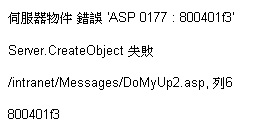 伺服器物件 錯誤 'ASP 0177 : 800401f3'
Server.CreateObject 失敗
/intranet/Messages/DoMyUp2.asp, 列6
800401f3